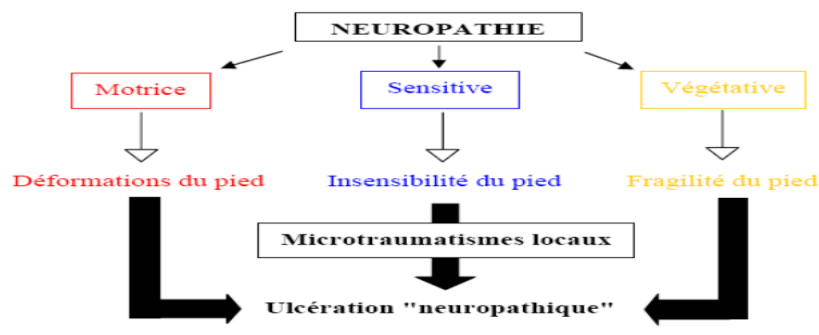 NEUROPATHIE
Motrice
Sensitive
Végétative
Déformations du pied
Insensibilité du pied
Fragilité du pied
Microtraumatismes locaux
Ulcération "neuropathique"